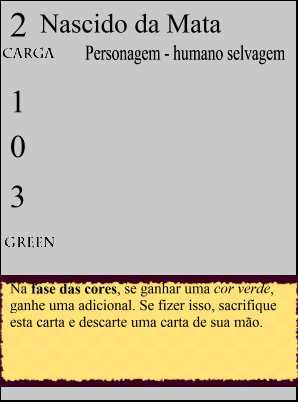 2 Nascido da Mata
CARGA Personagem - humano selvagem
1
0
3
GREEN
Na fase das cores, se ganhar uma cor verde,
ganhe uma adicional. Se fizer isso, sacrifique
esta carta e descarte uma carta de sua mão.